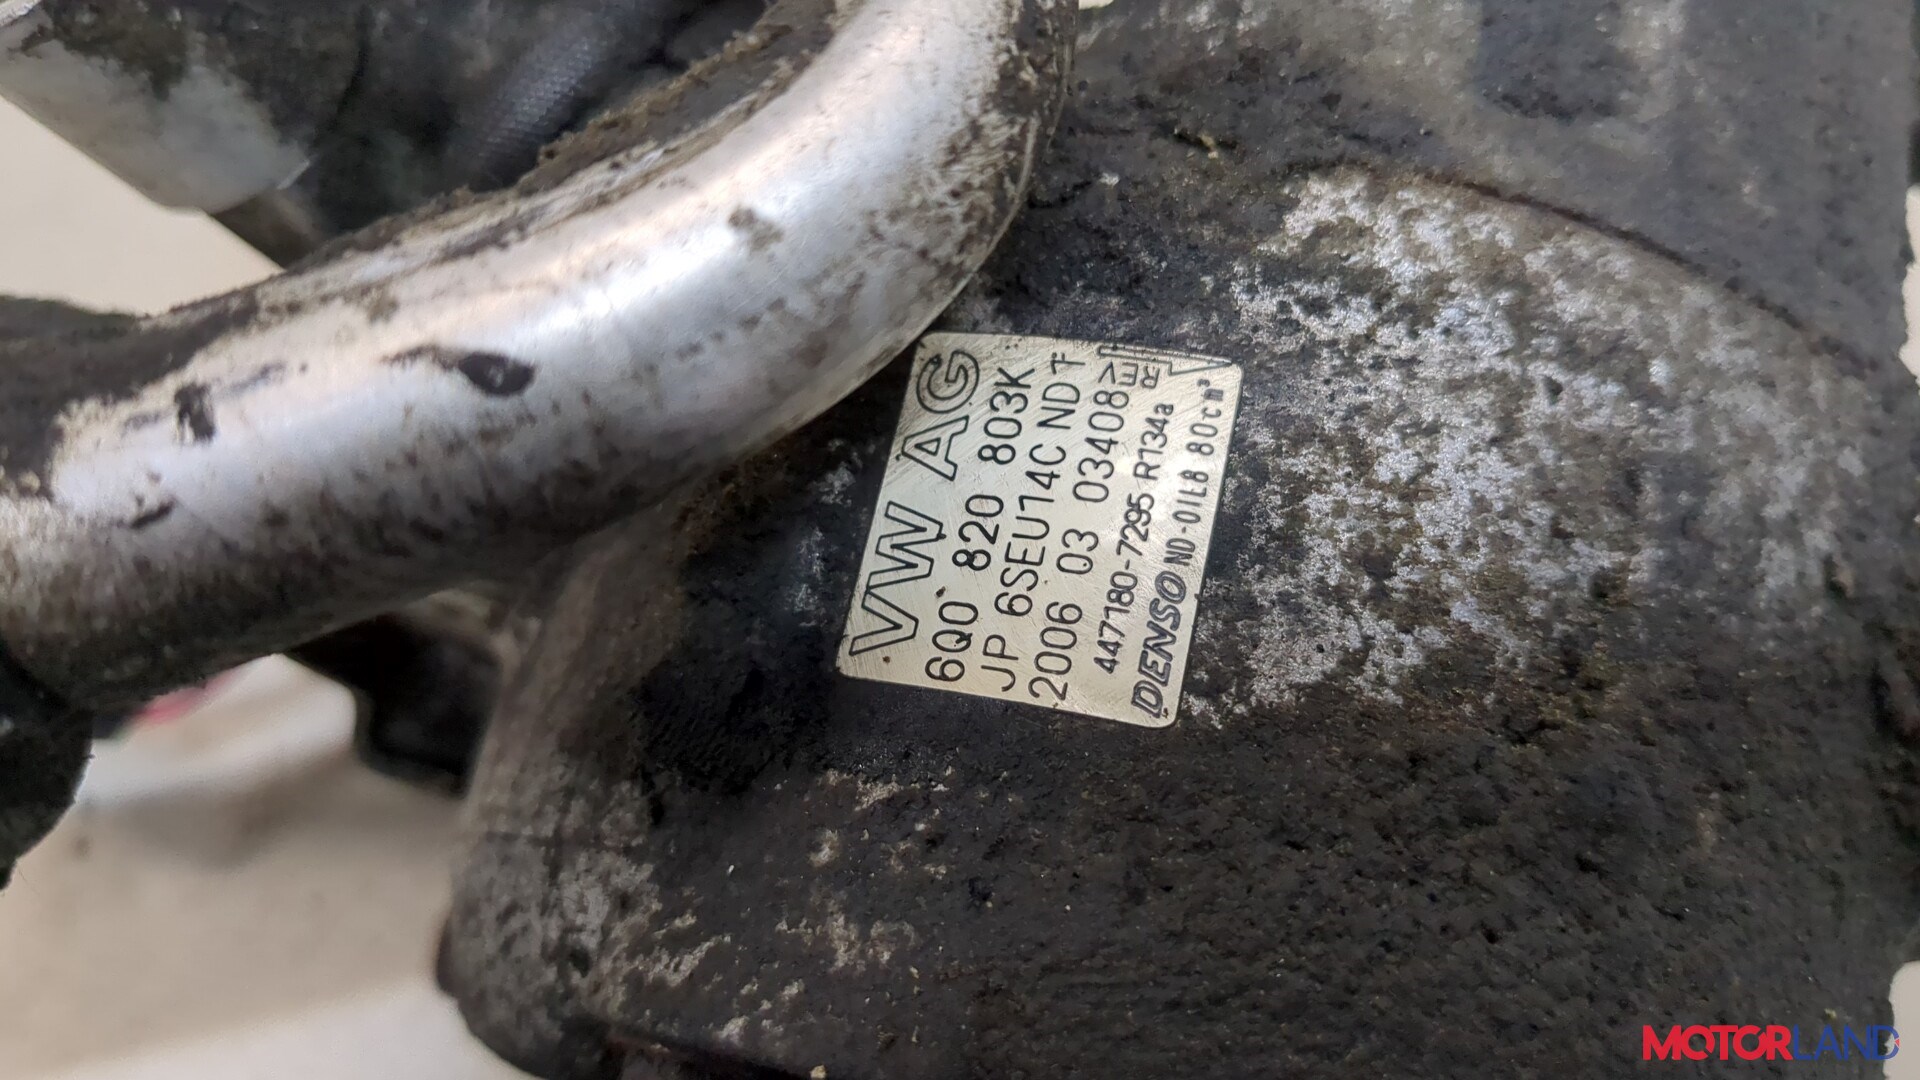 VW AG
6Q0 820 803K
JP 6SEU14C ND T
2006 03 03408
447180-7295 R134a
DENSO ND-OIL8 80cm³
MOTORLAND